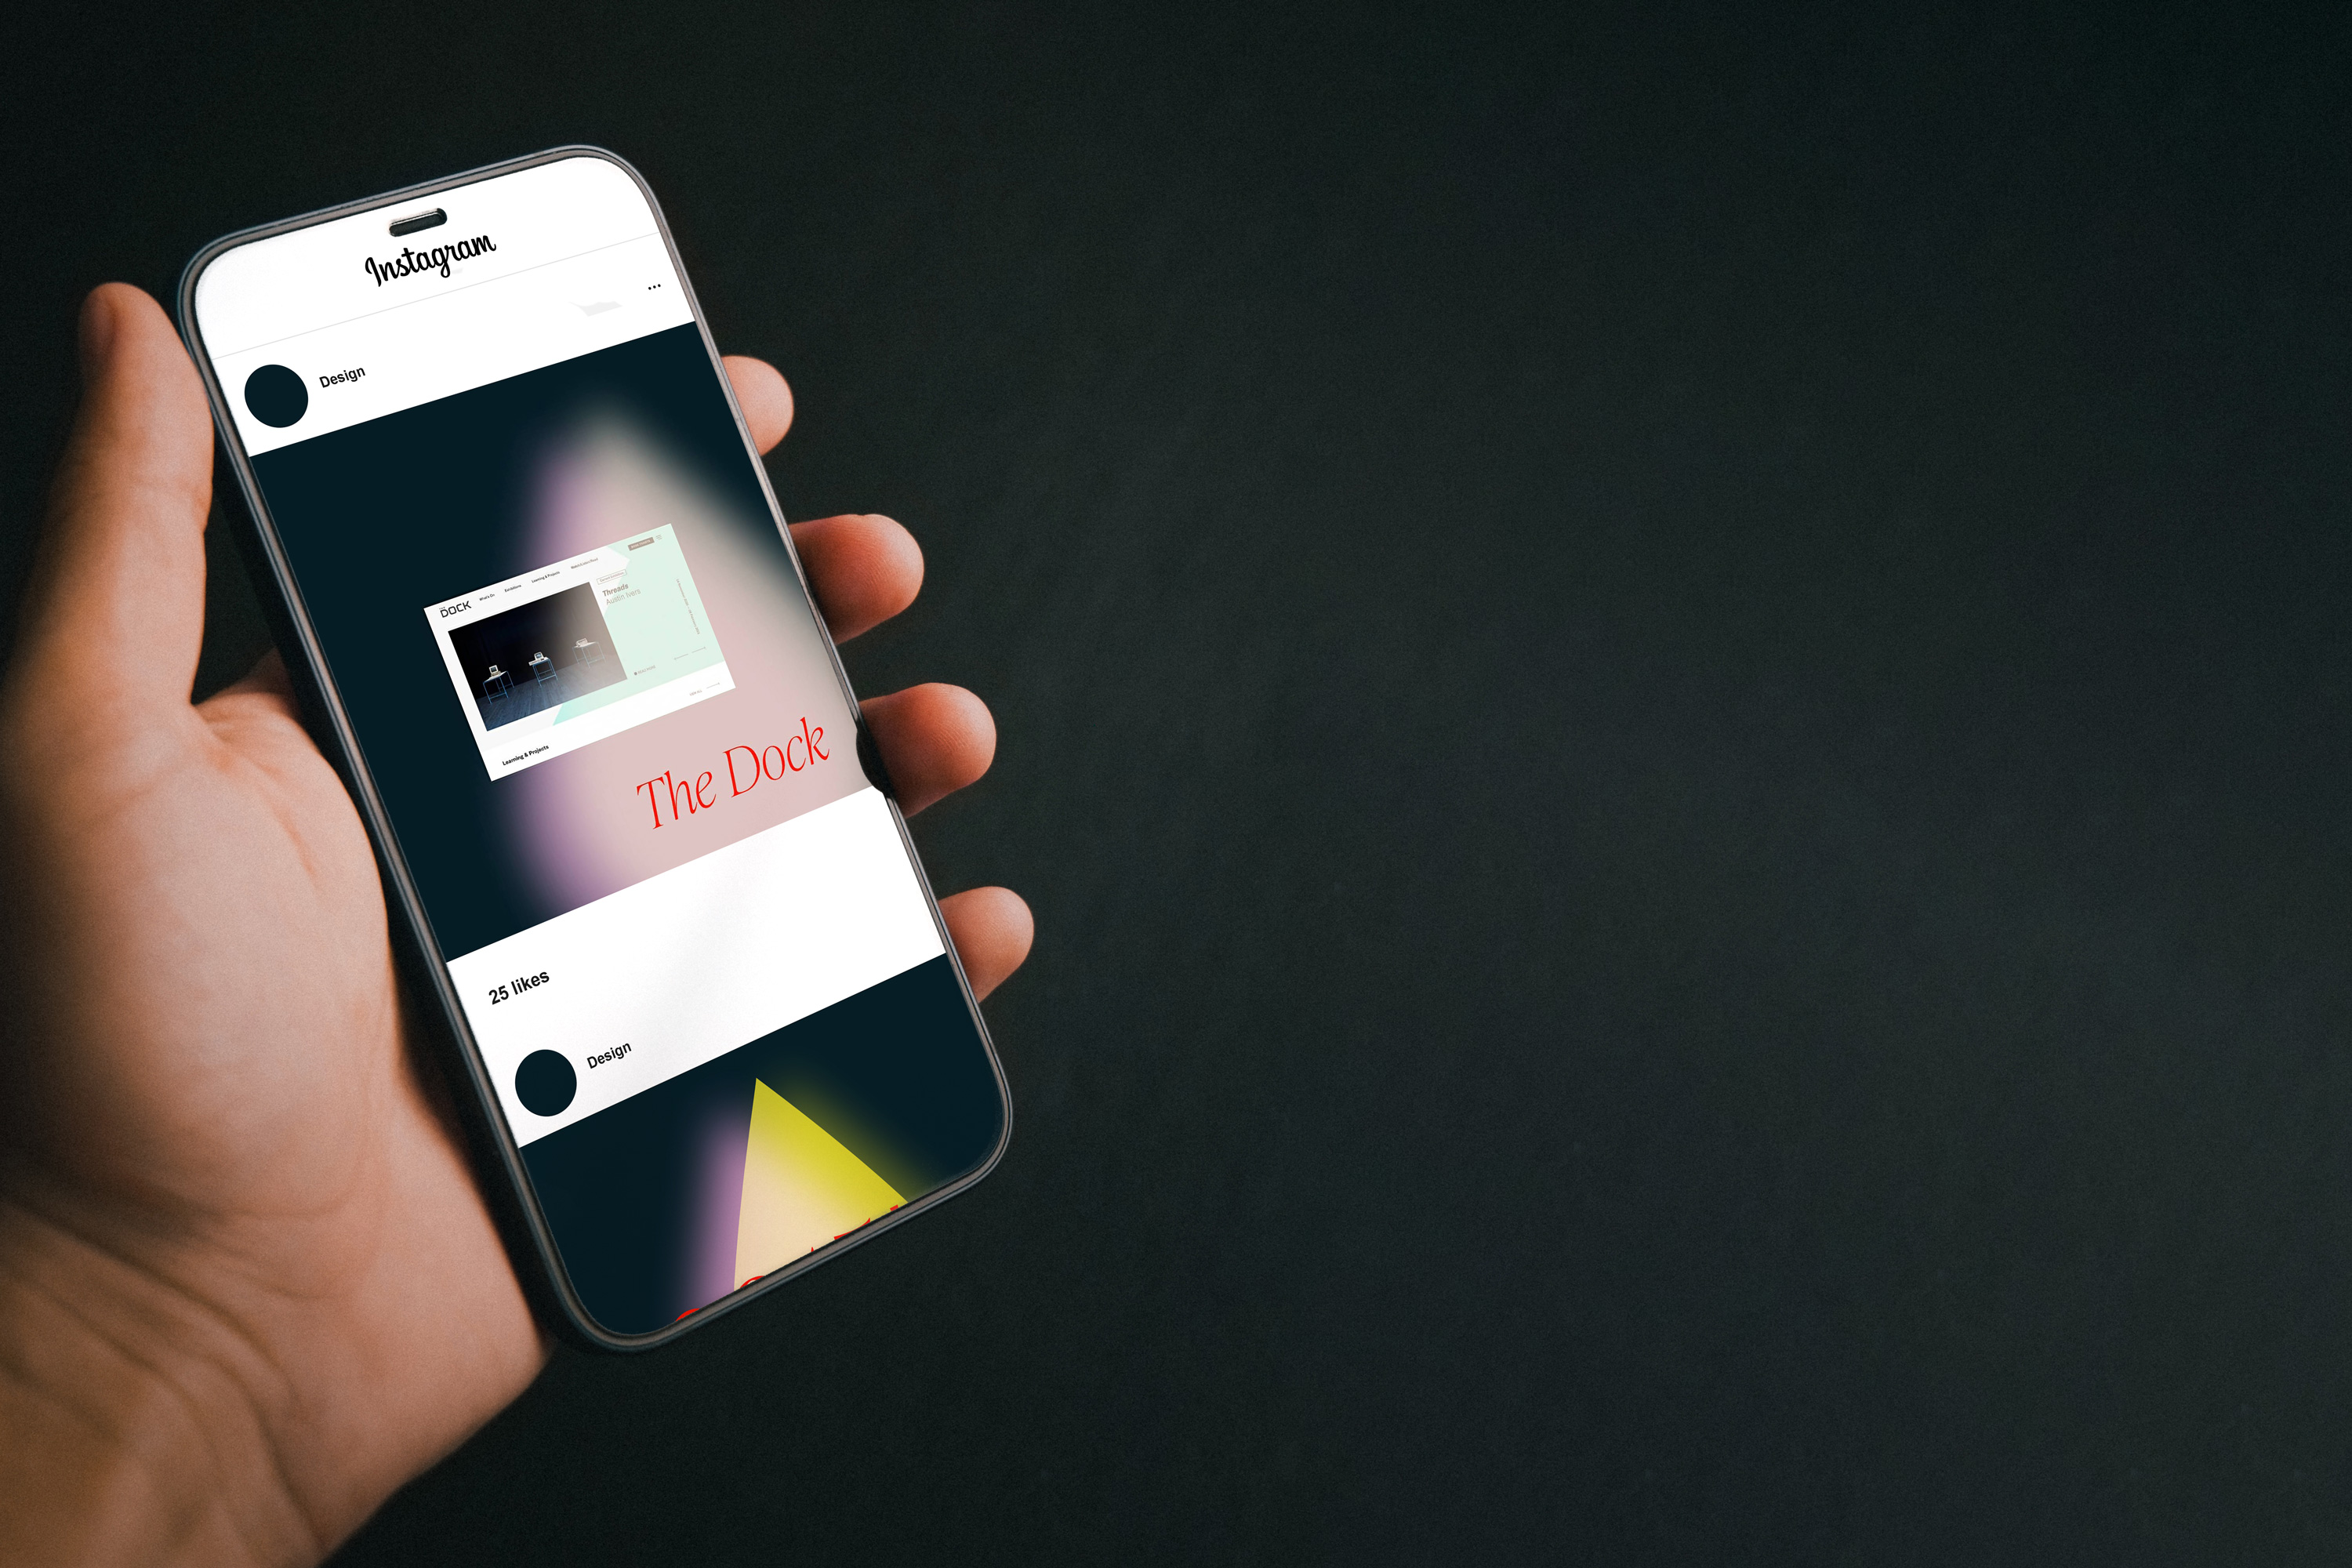 Instagram
Design
DOCK
What's On
Exhibitions
Learning & Projects
Threads
Austin Ivers
Learning & Projects
The Dock
25 likes
Design